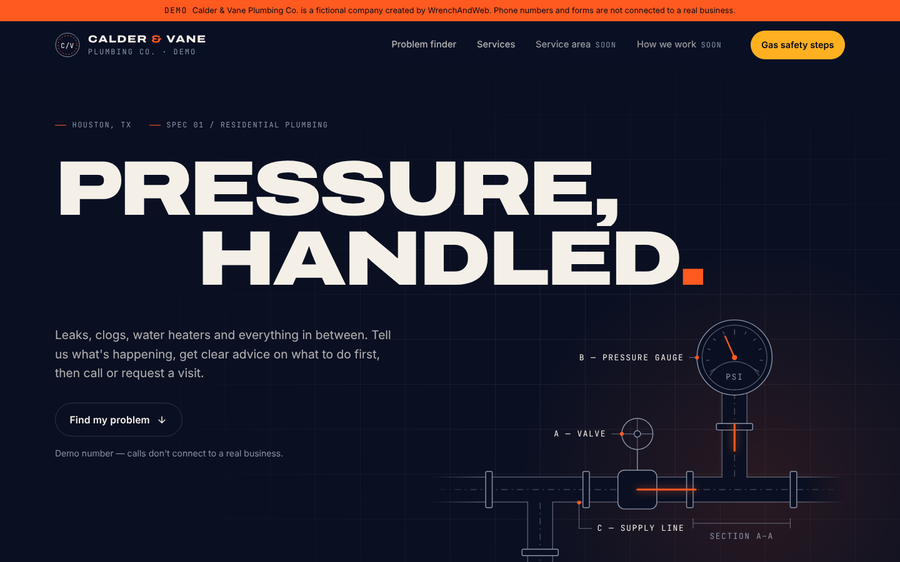 DEMO Calder & Vane Plumbing Co. is a fictional company created by WrenchAndWeb. Phone numbers and forms are not connected to a real business.
C/V
CALDER & VANE
PLUMBING CO. · DEMO
Problem finder
Services
Service area SOON
How we work SOON
Gas safety steps
HOUSTON, TX
SPEC 01 / RESIDENTIAL PLUMBING
PRESSURE,
HANDLED.
Leaks, clogs, water heaters and everything in between. Tell
us what's happening, get clear advice on what to do first,
then call or request a visit.
Find my problem ↓
Demo number — calls don't connect to a real business.
B — PRESSURE GAUGE
PSI
A — VALVE
C — SUPPLY LINE
SECTION A–A